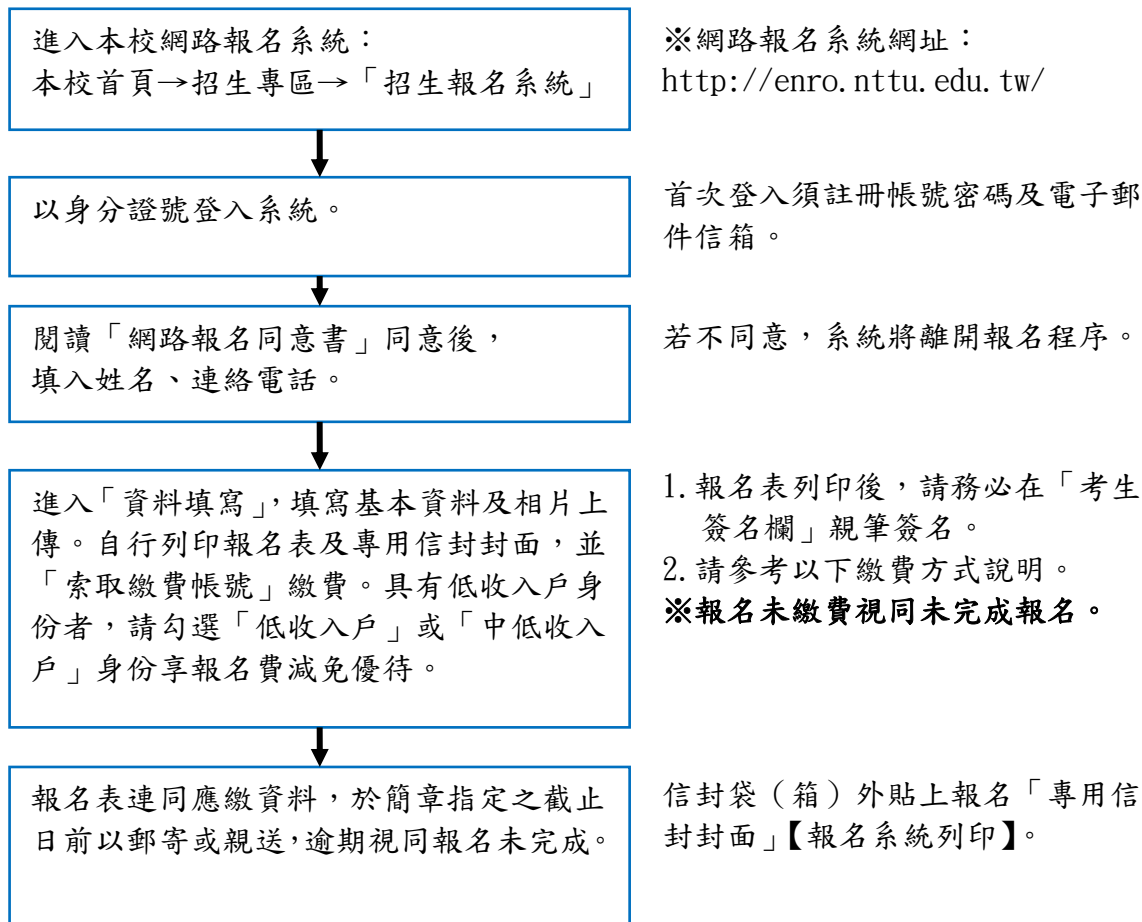 進入本校網路報名系統：
本校首頁→招生專區→「招生報名系統」
※網路報名系統網址：
http://enro.nttu.edu.tw/
以身分證號登入系統。
首次登入須註冊帳號密碼及電子郵
件信箱。
閱讀「網路報名同意書」同意後，
填入姓名、連絡電話。
若不同意，系統將離開報名程序。
進入「資料填寫」，填寫基本資料及相片上
傳。自行列印報名表及專用信封封面，並
「索取繳費帳號」繳費。具有低收入戶身
份者，請勾選「低收入戶」或「中低收入
戶」身份享報名費減免優待。
1.報名表列印後，請務必在「考生
簽名欄」親筆簽名。
2.請參考以下繳費方式說明。
※報名未繳費視同未完成報名。
報名表連同應繳資料，於簡章指定之截止
日前以郵寄或親送，逾期視同報名未完成。
信封袋（箱）外貼上報名「專用信
封封面」【報名系統列印】。